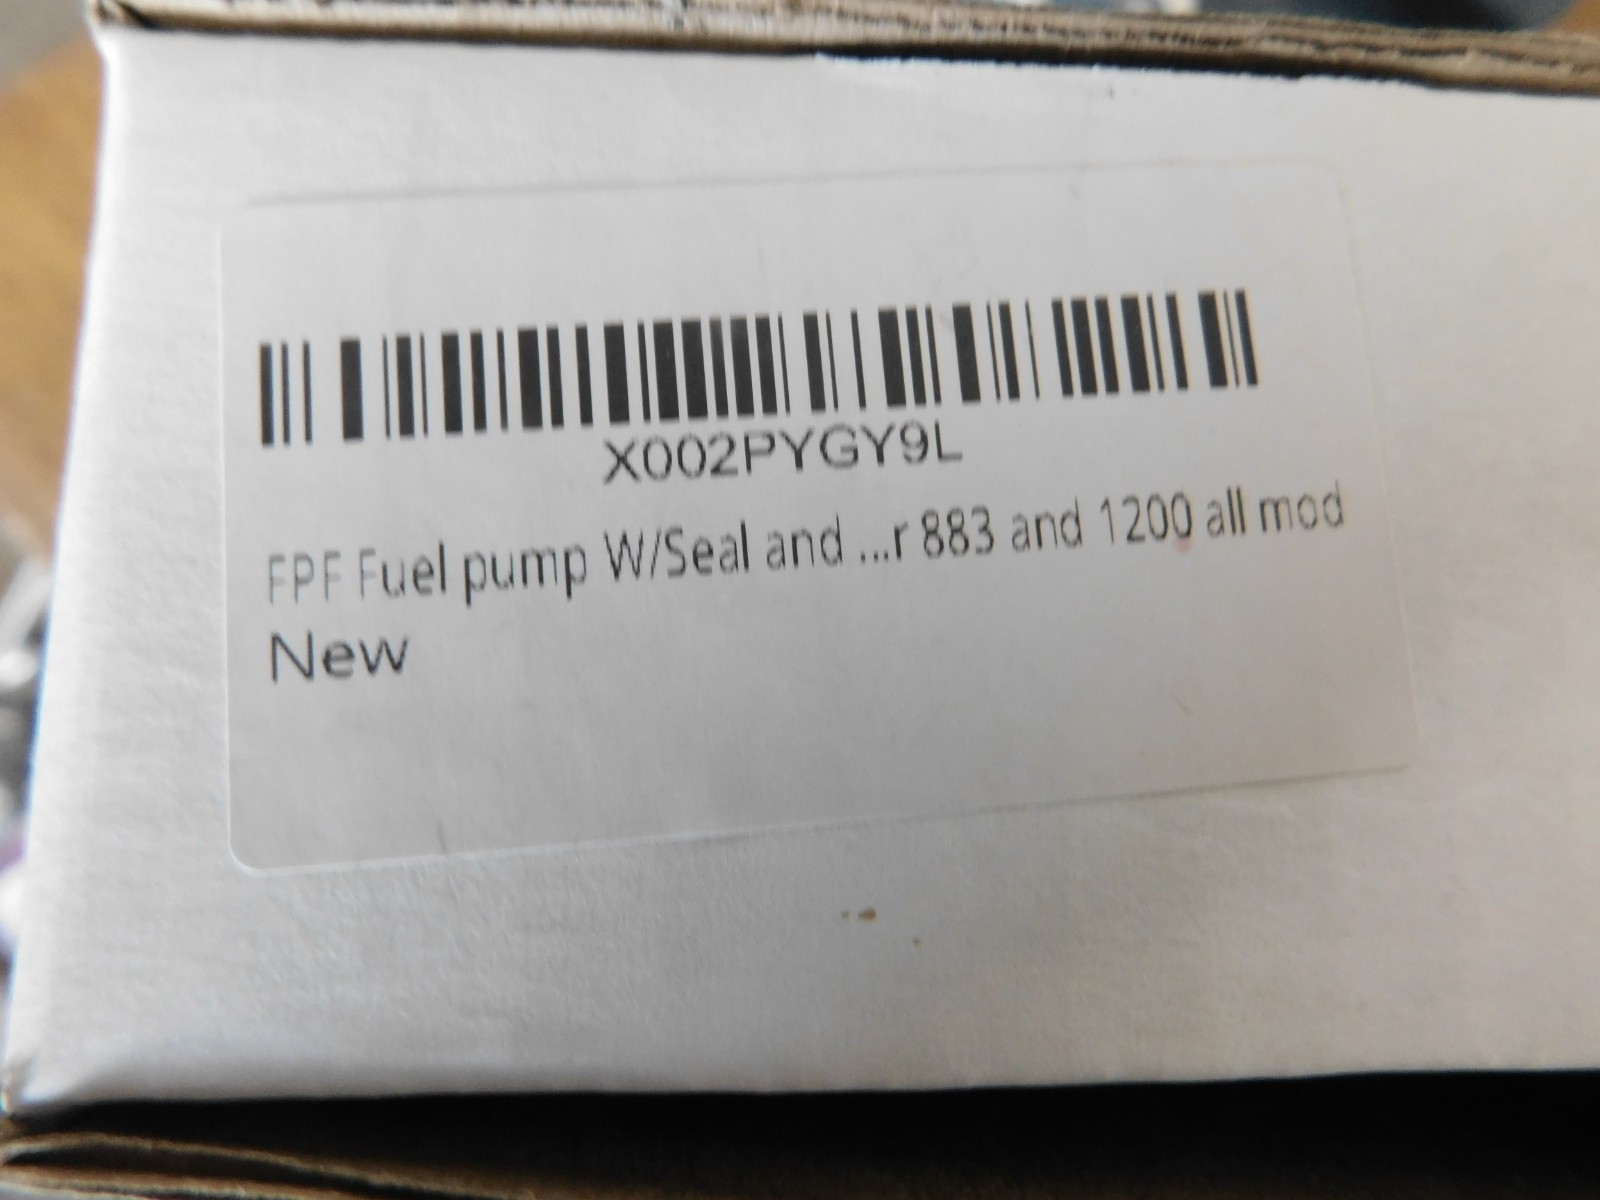 X002PYGY9L
FPF Fuel pump W/Seal and ...r 883 and 1200 all mod
New